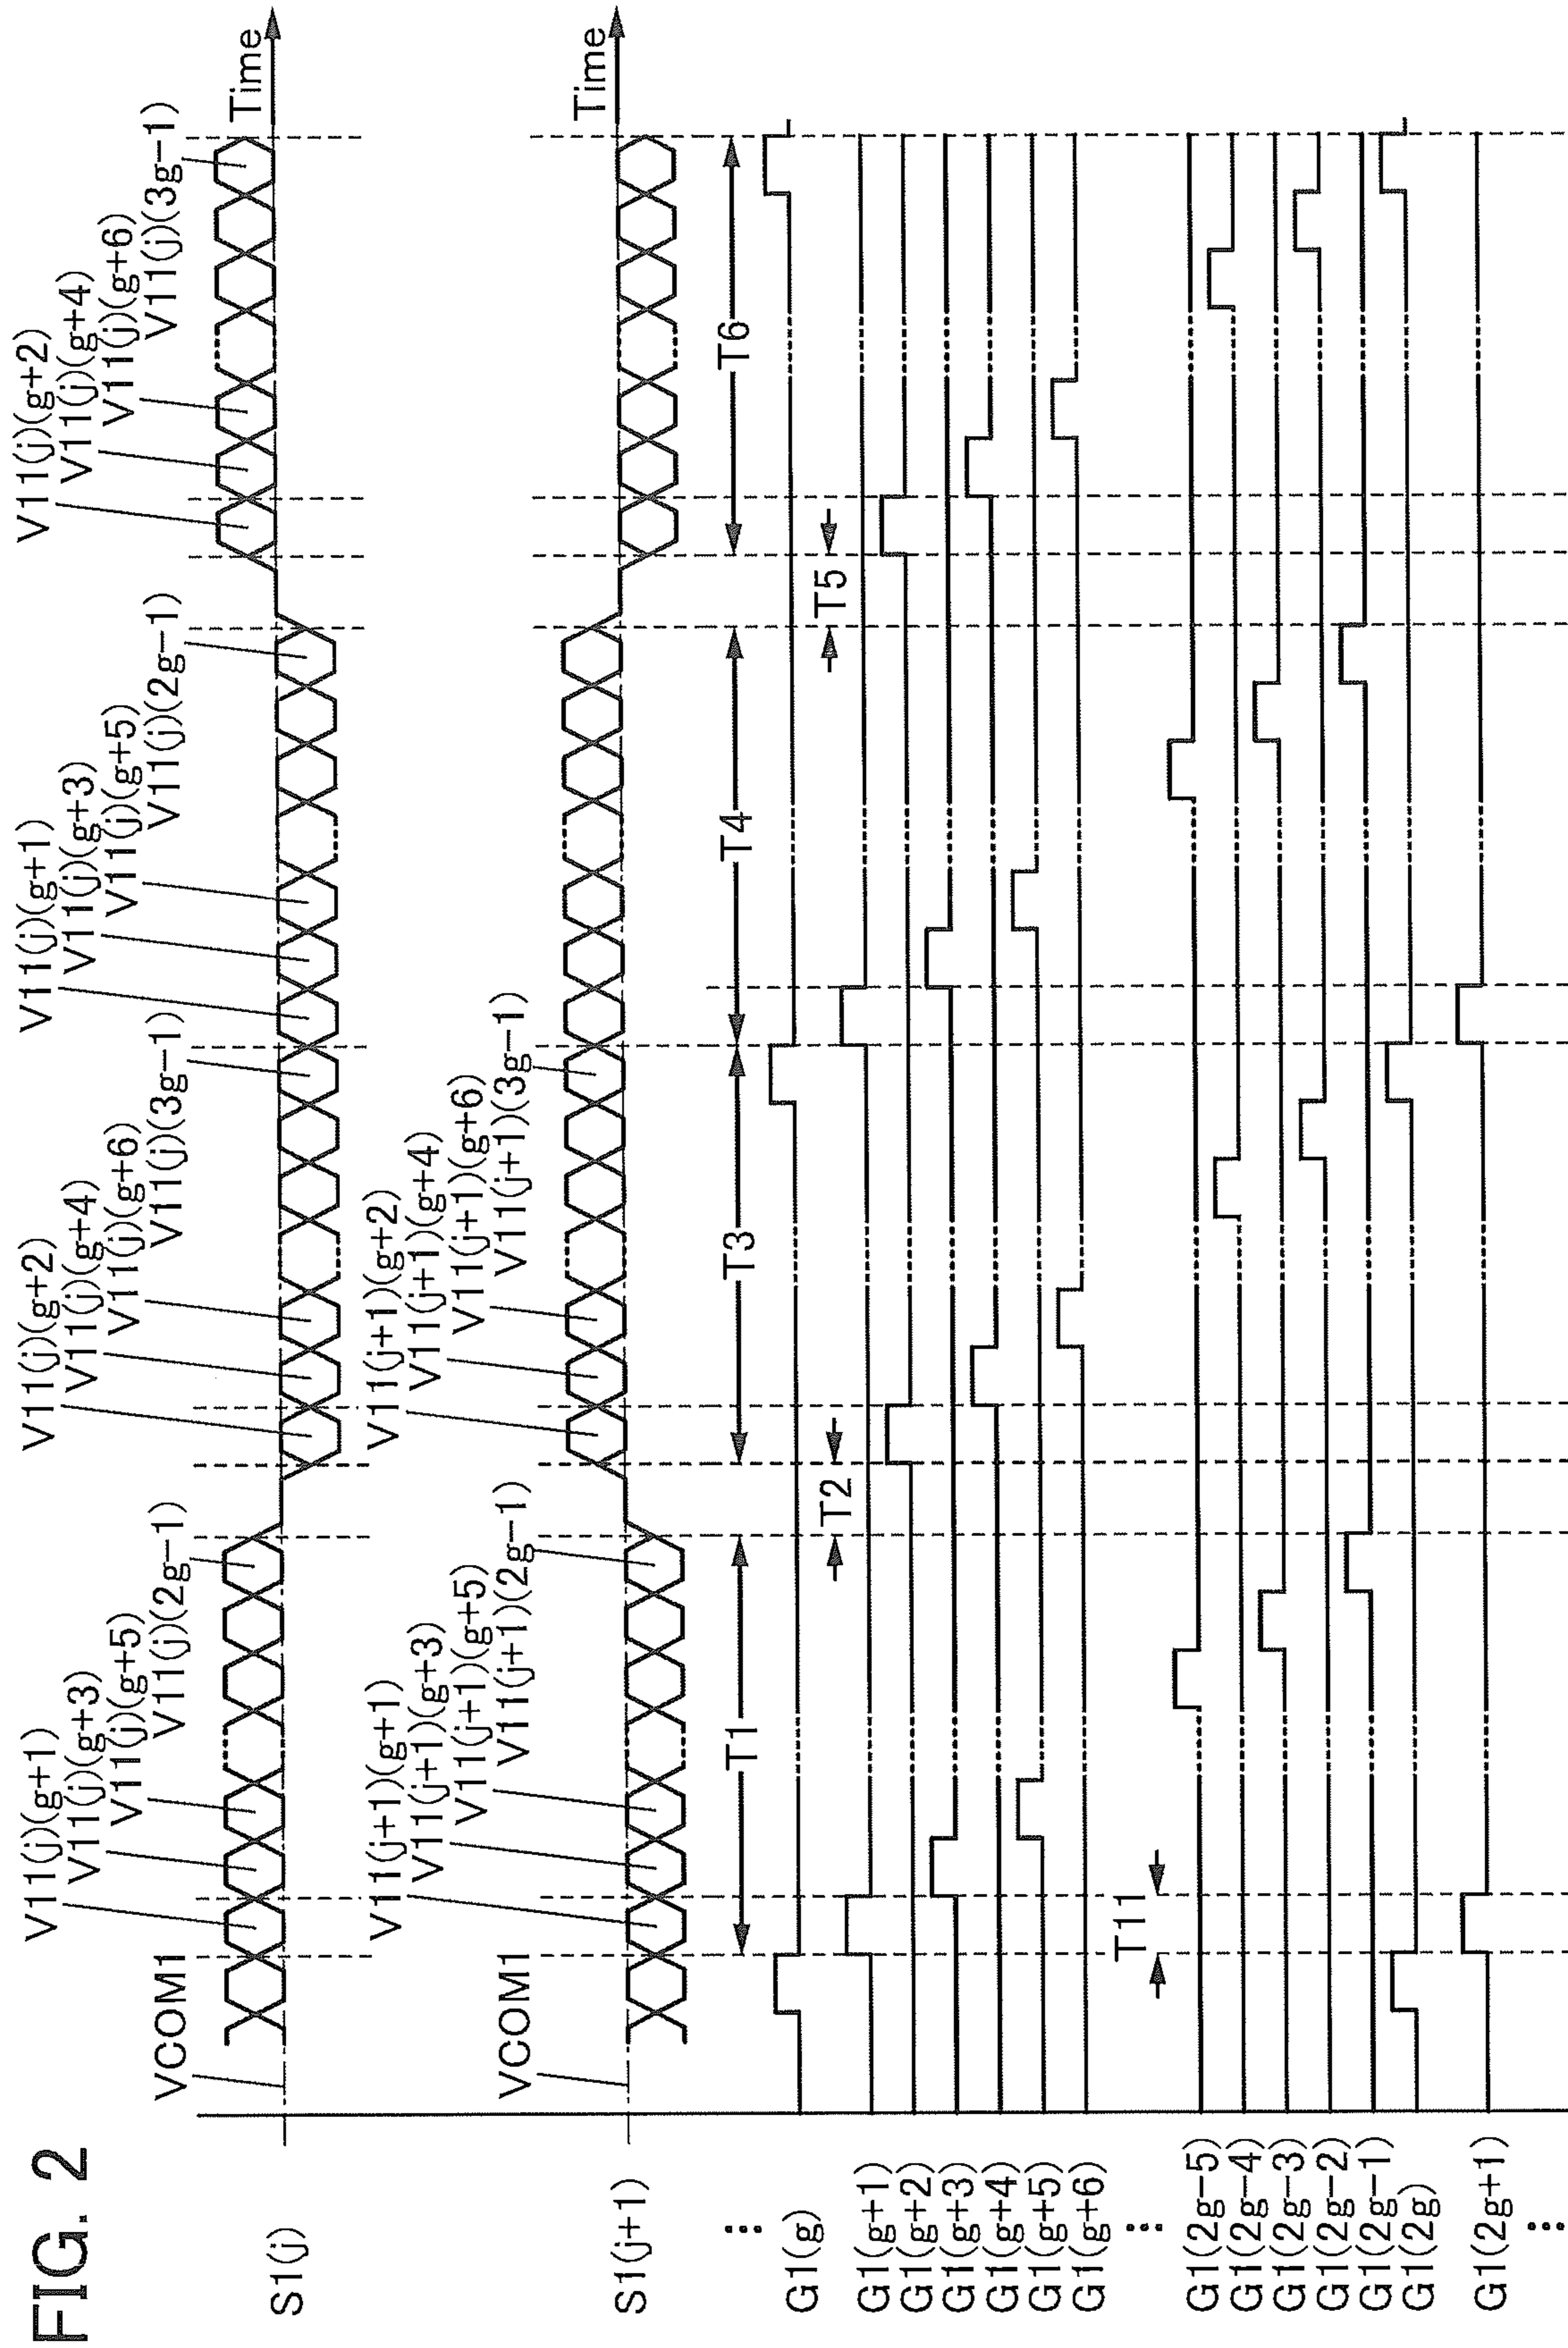 FIG. 2
V11(j)(g+1)
V11(j)(g+3)
V11(j)(g+5)
V11(j)(2g-1)
V11(j)(g+2)
V11(j)(g+4)
V11(j)(g+6)
V11(j)(3g-1)
V11(j)(g+1)
V11(j)(g+3)
V11(j)(g+5)
V11(j)(2g-1)
V11(j)(g+2)
V11(j)(g+4)
V11(j)(g+6)
V11(j)(3g-1)
VCOM1
S1(j)
Time
V11(j+1)(g+1)
V11(j+1)(g+3)
V11(j+1)(g+5)
V11(j+1)(2g-1)
V11(j+1)(g+2)
V11(j+1)(g+4)
V11(j+1)(g+6)
V11(j+1)(3g-1)
VCOM1
S1(j+1)
Time
T1
T3
T4
T6
⋮
G1(g)
T2
T5
G1(g+1)
G1(g+2)
G1(g+3)
G1(g+4)
G1(g+5)
G1(g+6)
⋮
T11
G1(2g-5)
G1(2g-4)
G1(2g-3)
G1(2g-2)
G1(2g-1)
G1(2g)
G1(2g+1)
⋮